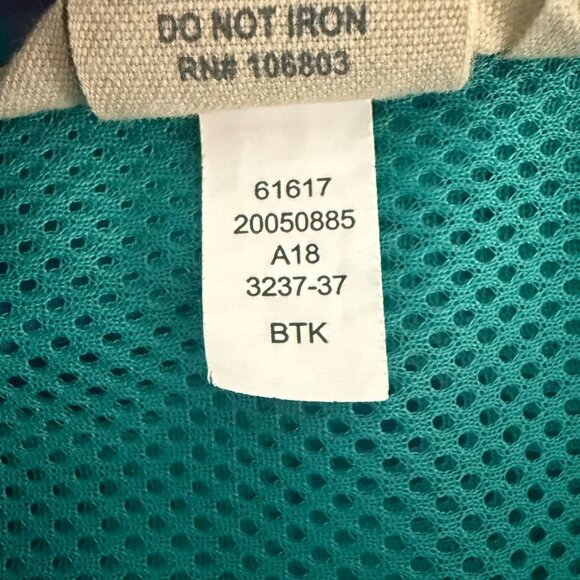 DO NOT IRON
RN# 106803
61617
20050885
A18
3237-37
BTK